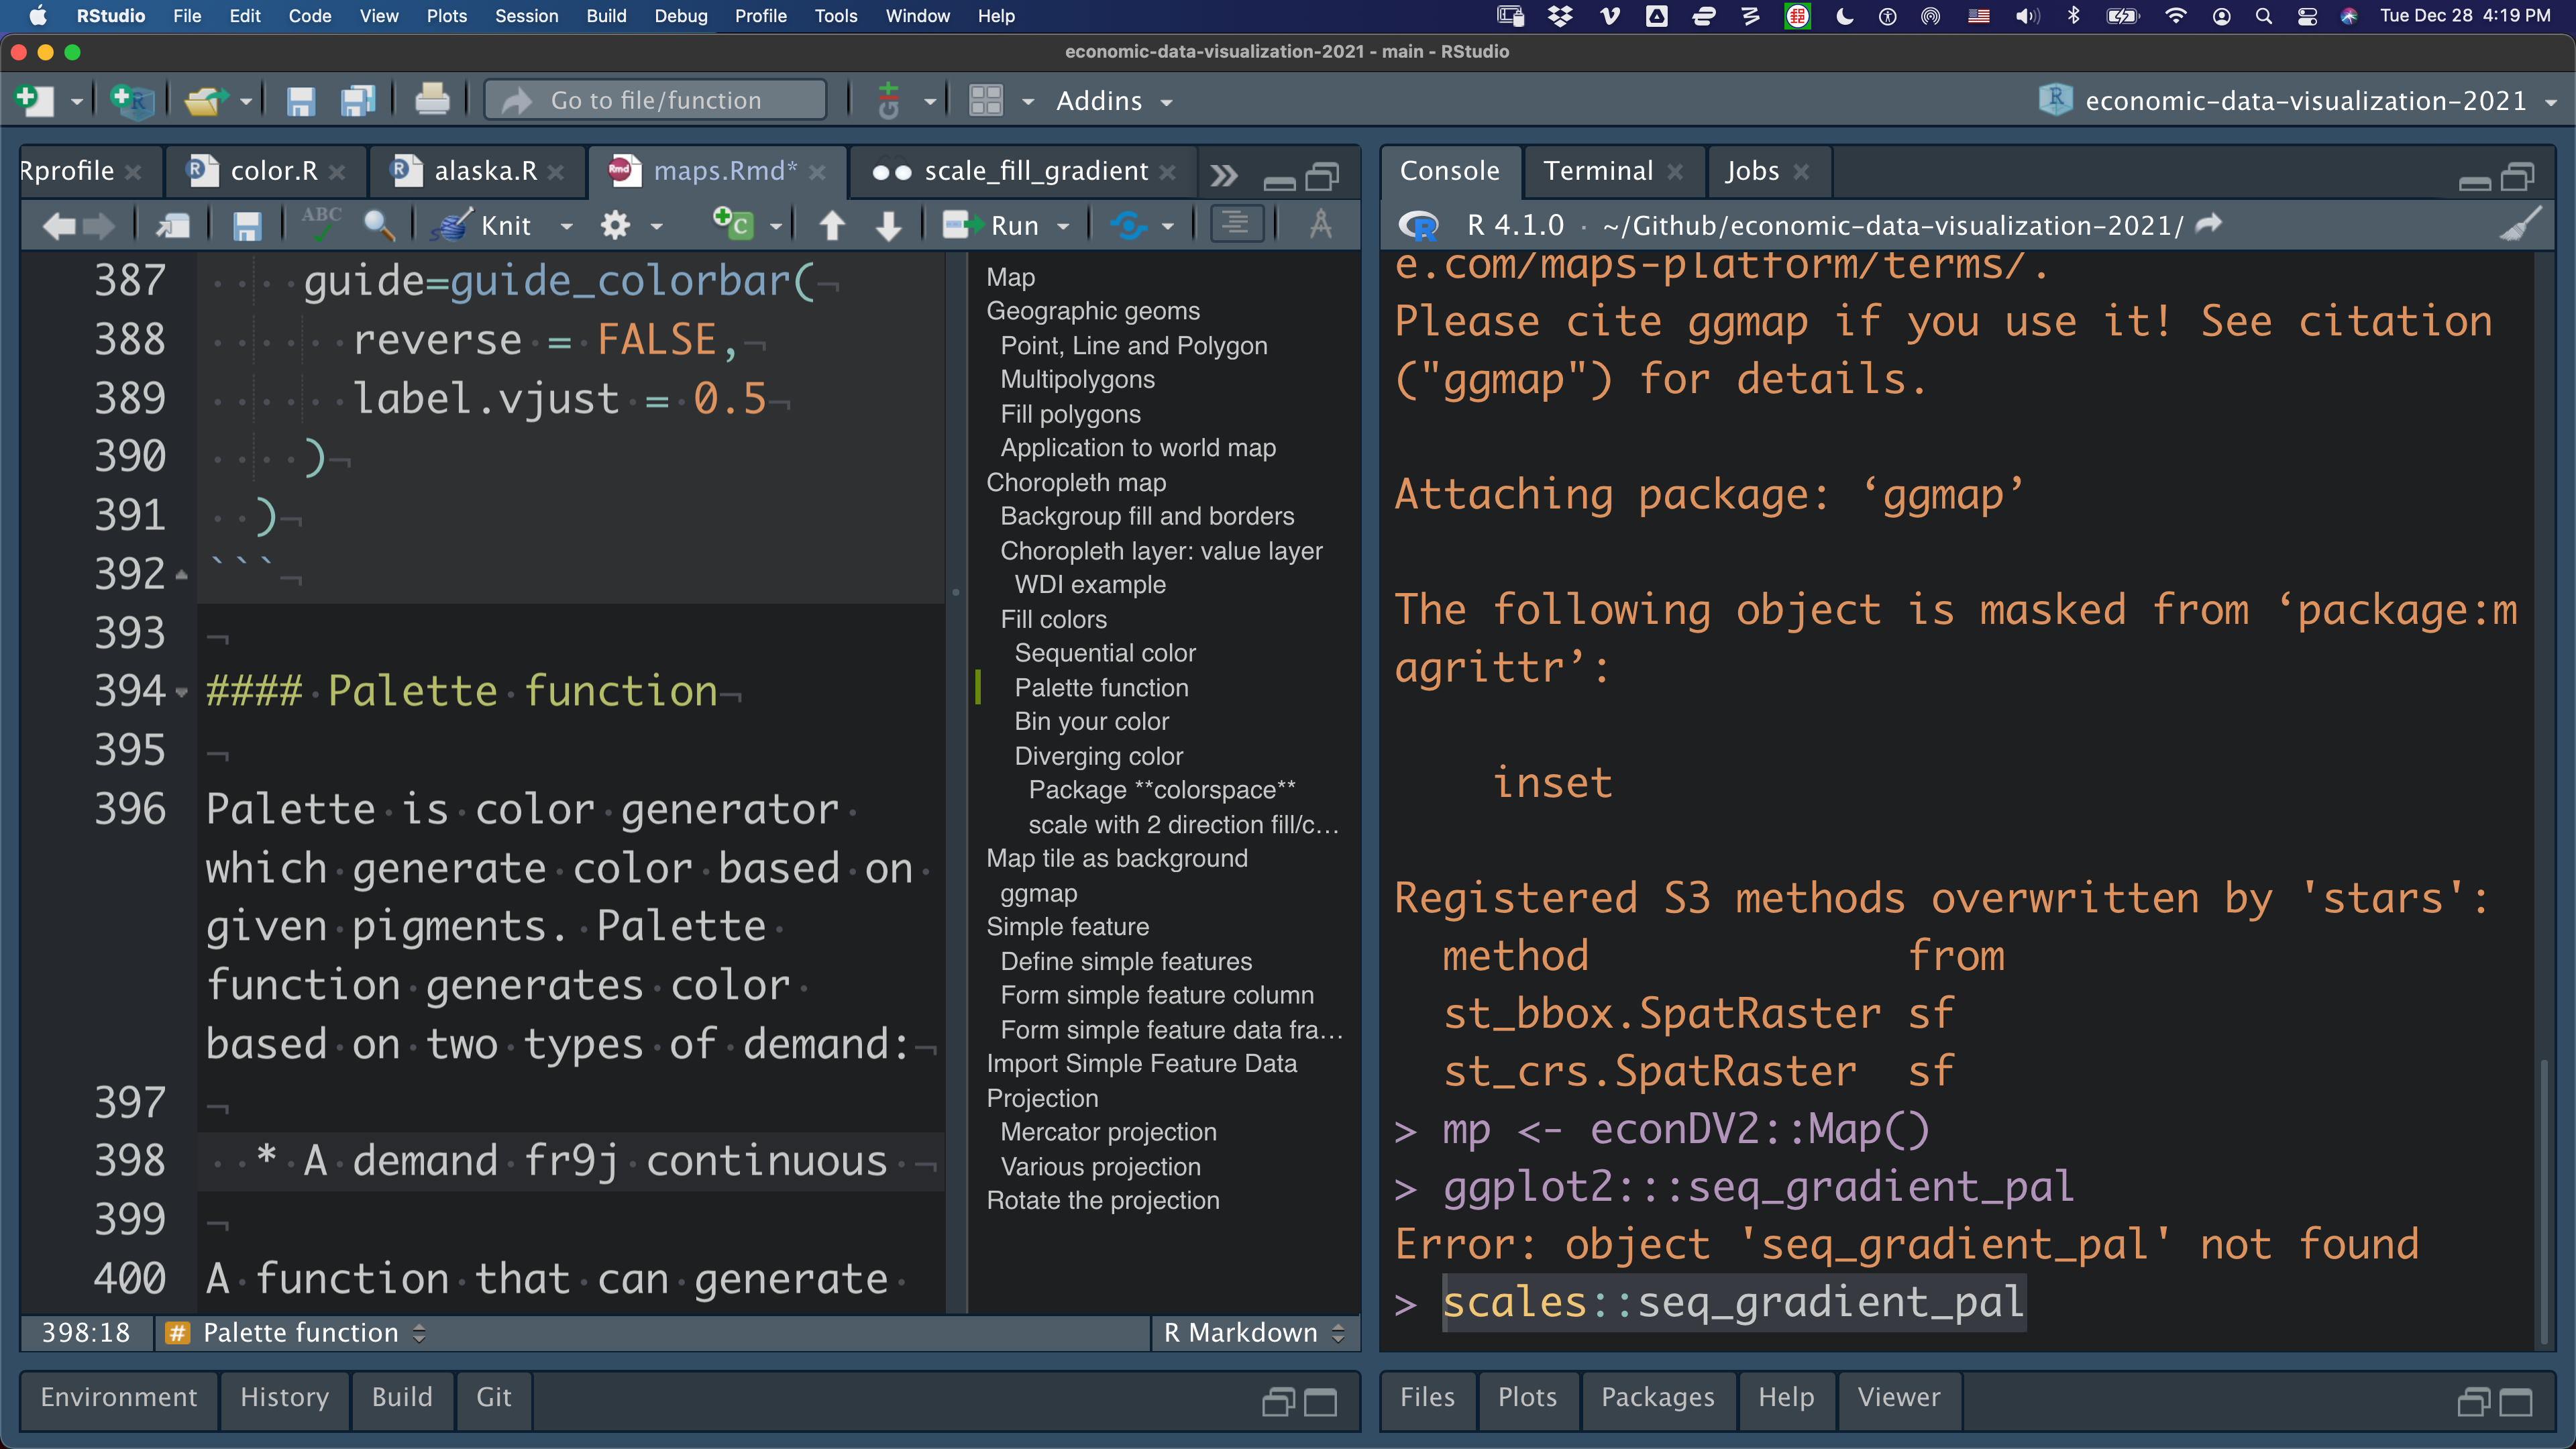 RStudio File Edit Code View Plots Session Build Debug Profile Tools Window Help Tue Dec 28 4:19 PM
economic-data-visualization-2021 - main - RStudio
Go to file/function Addins economic-data-visualization-2021
Rprofile color.R alaska.R maps.Rmd* scale_fill_gradient
ABC Knit Run
387 guide=guide_colorbar(
388 reverse = FALSE,
389 label.vjust = 0.5
390 )
391 )
392 ```
393
394 #### Palette function
395
396 Palette is color generator
which generate color based on
given pigments. Palette
function generates color
based on two types of demand:
397
398 * A demand fr9j continuous
399
400 A function that can generate
398:18 # Palette function R Markdown
Map
Geographic geoms
Point, Line and Polygon
Multipolygons
Fill polygons
Application to world map
Choropleth map
Backgroup fill and borders
Choropleth layer: value layer
WDI example
Fill colors
Sequential color
Palette function
Bin your color
Diverging color
Package **colorspace**
scale with 2 direction fill/c...
Map tile as background
ggmap
Simple feature
Define simple features
Form simple feature column
Form simple feature data fra...
Import Simple Feature Data
Projection
Mercator projection
Various projection
Rotate the projection
Environment History Build Git
Console Terminal Jobs
R 4.1.0 · ~/Github/economic-data-visualization-2021/
e.com/maps-platform/terms/.
Please cite ggmap if you use it! See citation
("ggmap") for details.
Attaching package: ‘ggmap’
The following object is masked from ‘package:m
agrittr’:
inset
Registered S3 methods overwritten by 'stars':
method from
st_bbox.SpatRaster sf
st_crs.SpatRaster sf
> mp <- econDV2::Map()
> ggplot2:::seq_gradient_pal
Error: object 'seq_gradient_pal' not found
> scales::seq_gradient_pal
Files Plots Packages Help Viewer